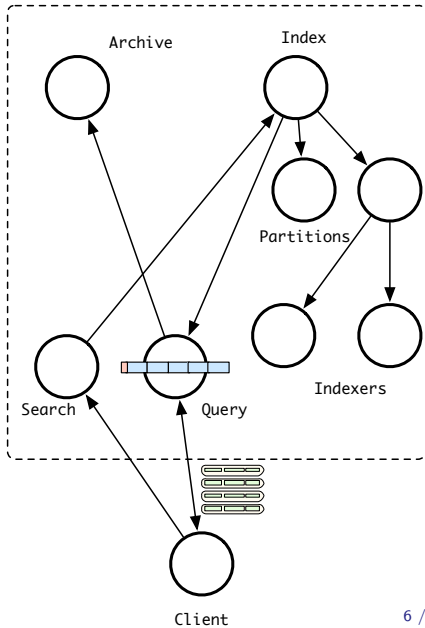 Archive
Index
Partitions
Search
Query
Indexers
Client
6 /